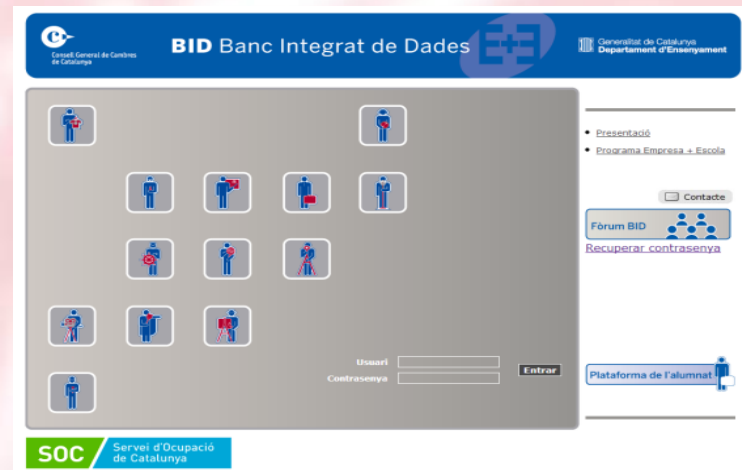 Consell General de Cambres
de Catalunya
BID Banc Integrat de Dades
Generalitat de Catalunya
Departament d'Ensenyament
Presentació
Programa Empresa + Escola
Contacte
Fòrum BID
Recuperar contrasenya
Usuari
Contrasenya
Entrar
Plataforma de l'alumnat
SOC
Servei d'Ocupació
de Catalunya